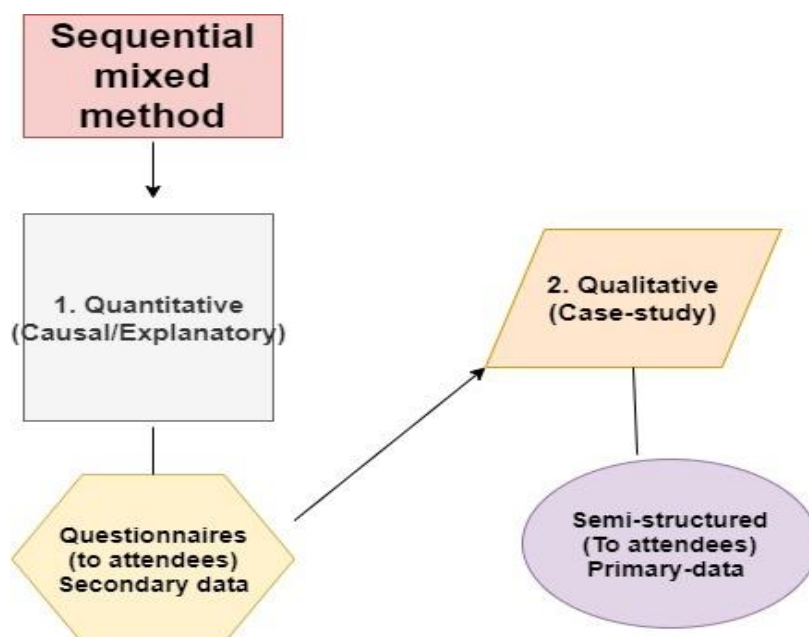 Sequential
mixed
method
1. Quantitative
(Causal/Explanatory)
2. Qualitative
(Case-study)
Questionnaires
(to attendees)
Secondary data
Semi-structured
(To attendees)
Primary-data